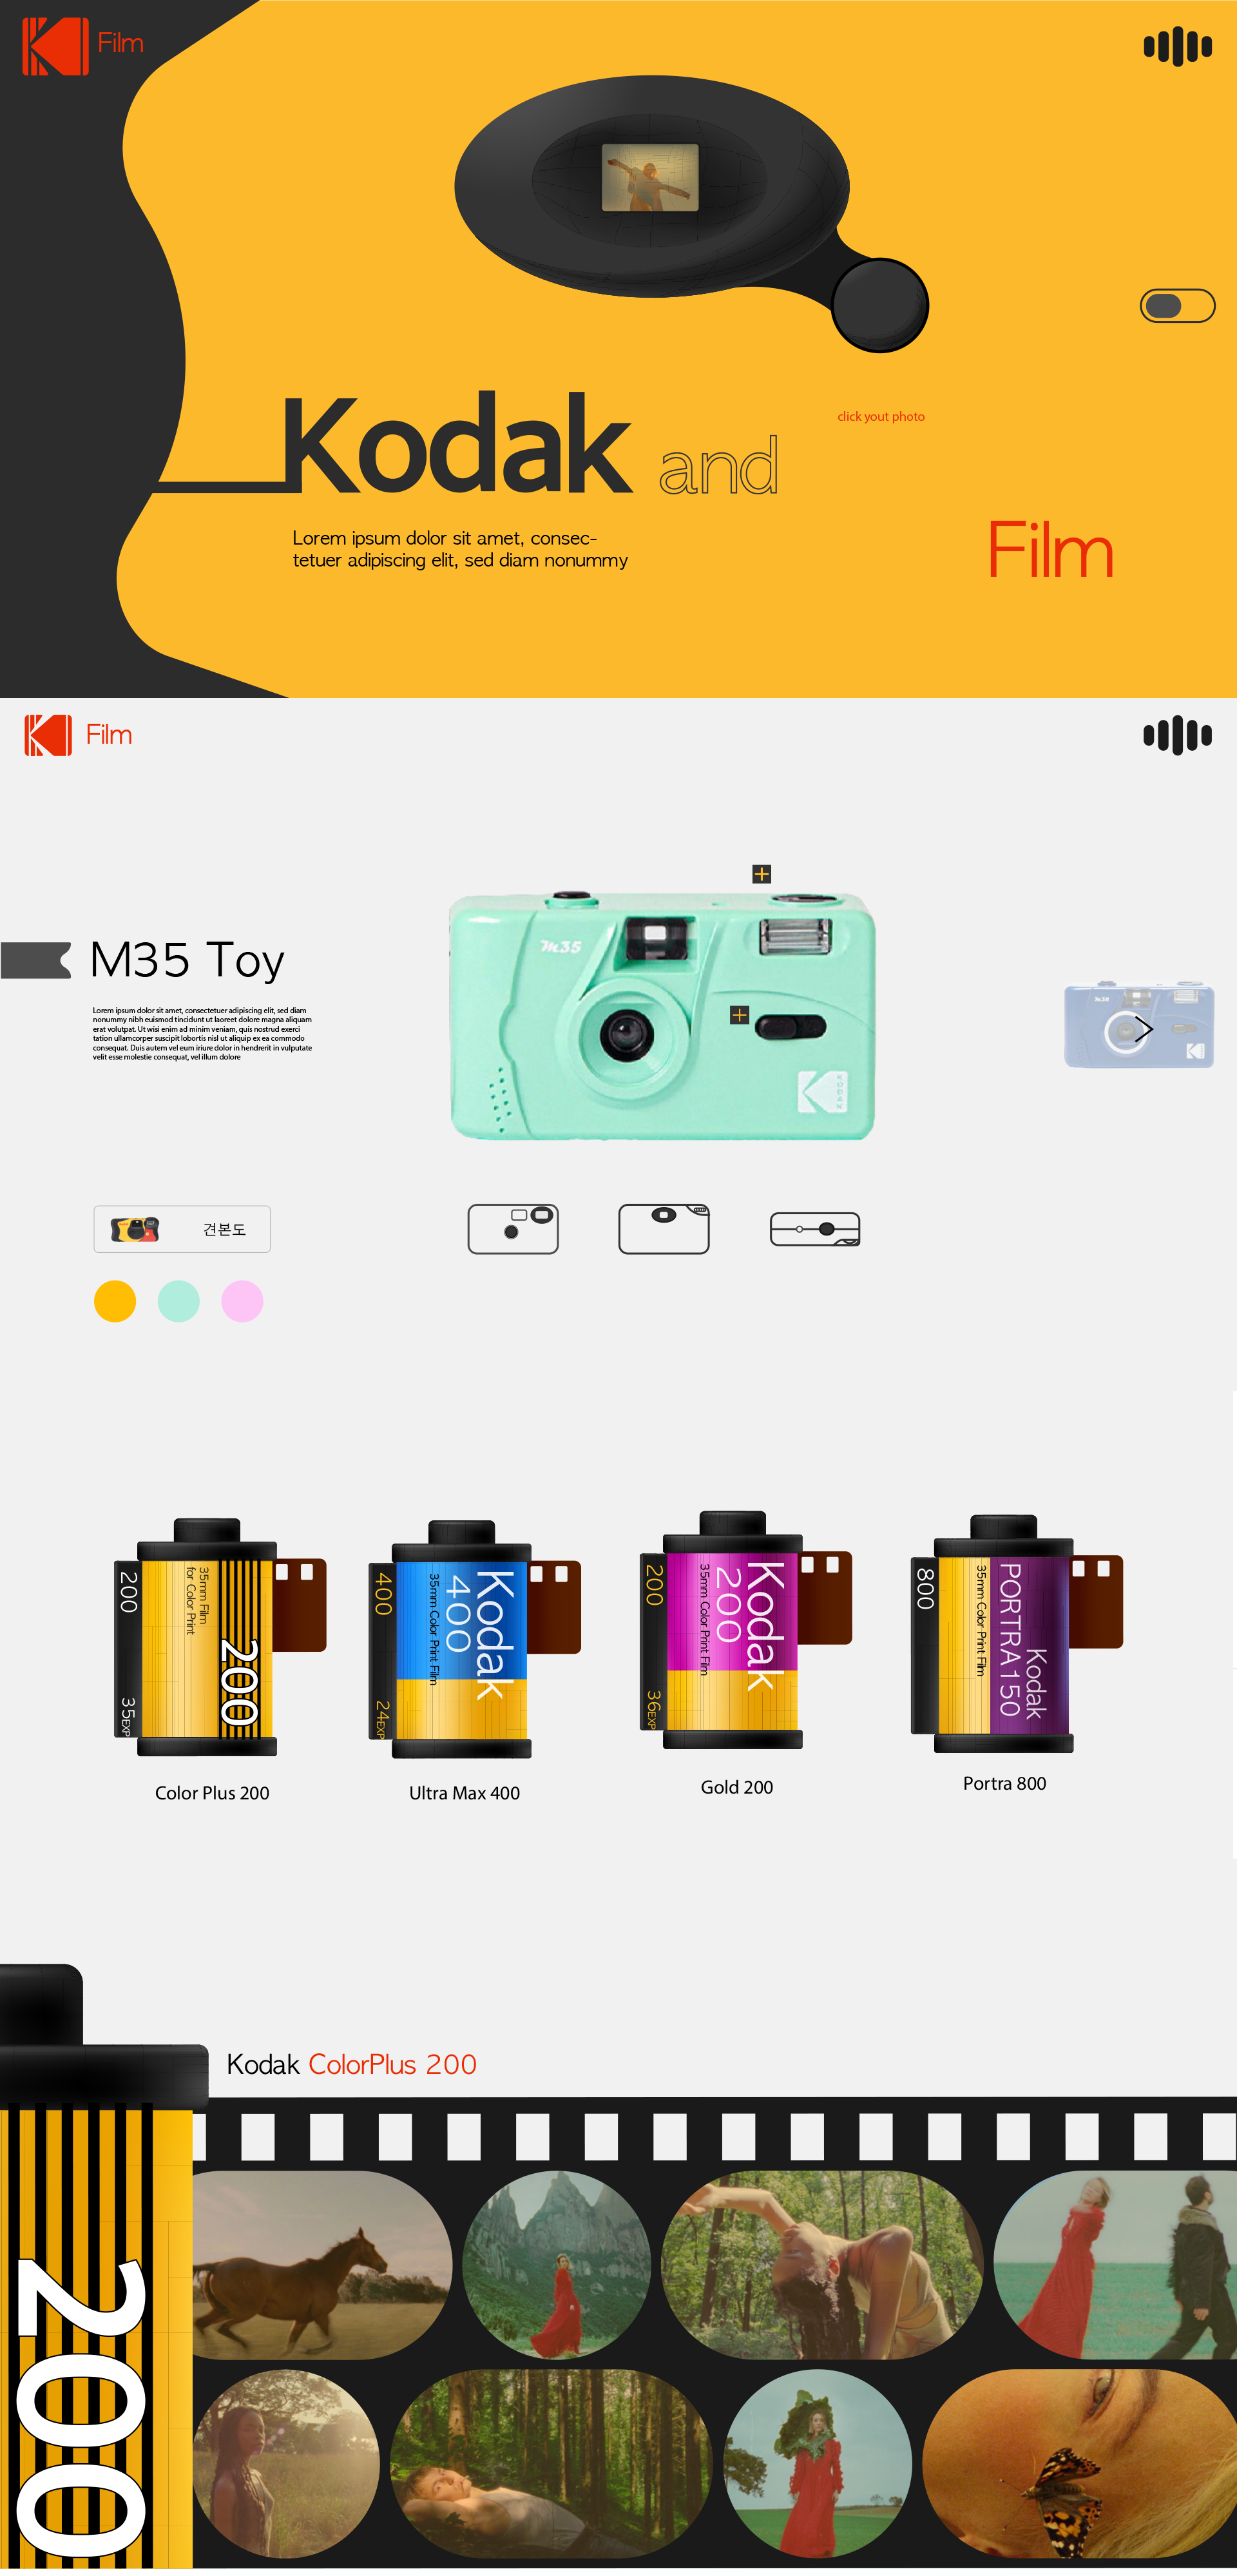 Film
Kodak and
click yout photo
Lorem ipsum dolor sit amet, consec-
tetuer adipiscing elit, sed diam nonummy
Film
Film
M35
M35 Toy
Lorem ipsum dolor sit amet, consectetuer adipiscing elit, sed diam
nonummy nibh euismod tincidunt ut laoreet dolore magna aliquam
erat volutpat. Ut wisi enim ad minim veniam, quis nostrud exerci
tation ullamcorper suscipit lobortis nisl ut aliquip ex ea commodo
consequat. Duis autem vel eum iriure dolor in hendrerit in vulputate
velit esse molestie consequat, vel illum dolore
M35
KODAK
견본도
200
35EXP
35mm Film
for Color Print
200
400
24EXP
35mm Color Print Film
400
Kodak
200
36EXP
35mm Color Print Film
200
Kodak
800
35mm Color Print Film
PORTRA150
Kodak
Color Plus 200
Ultra Max 400
Gold 200
Portra 800
Kodak ColorPlus 200
200